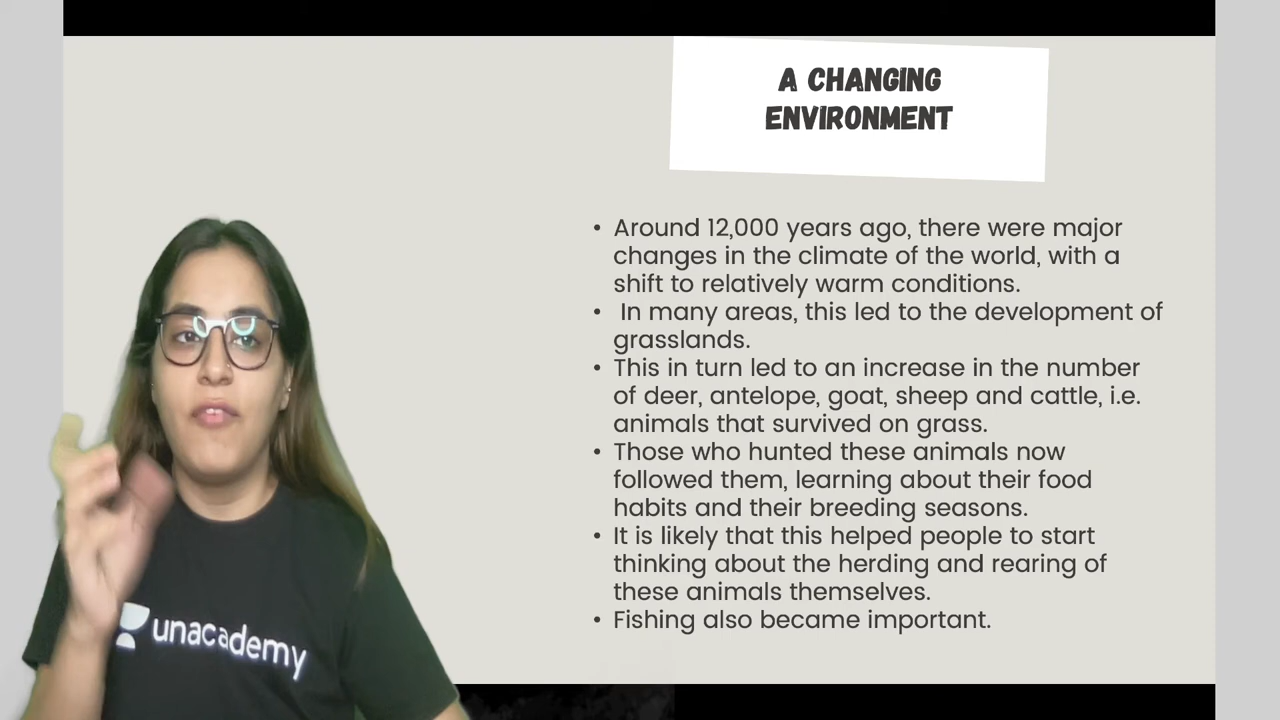 A CHANGING
ENVIRONMENT
• Around 12,000 years ago, there were major
changes in the climate of the world, with a
shift to relatively warm conditions.
• In many areas, this led to the development of
grasslands.
• This in turn led to an increase in the number
of deer, antelope, goat, sheep and cattle, i.e.
animals that survived on grass.
• Those who hunted these animals now
followed them, learning about their food
habits and their breeding seasons.
• It is likely that this helped people to start
thinking about the herding and rearing of
these animals themselves.
• Fishing also became important.
unacademy